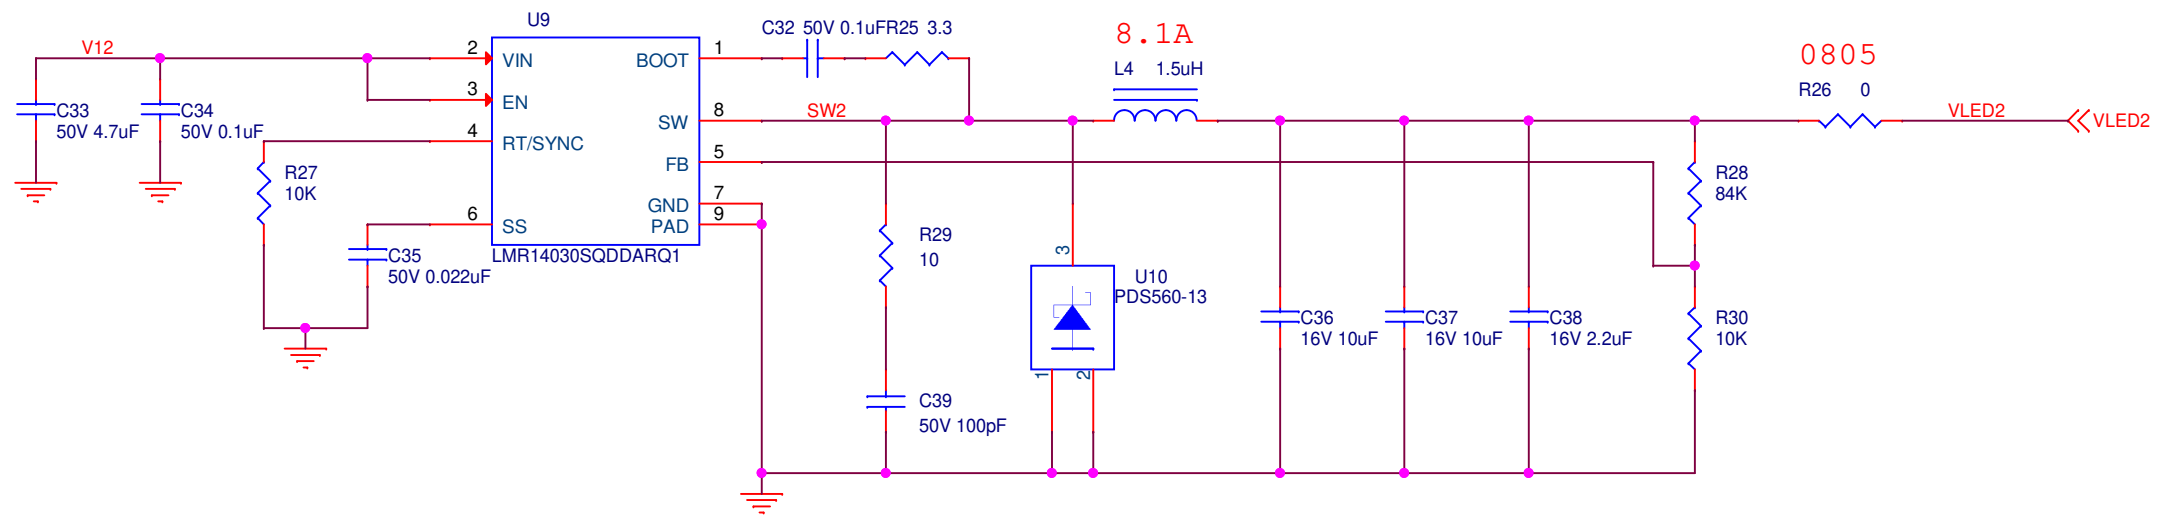 U9
C32 50V 0.1uF R25 3.3
8.1A
0805
V12
2
VIN
BOOT
1
L4 1.5uH
R26 0
3
EN
C33
50V 4.7uF
C34
50V 0.1uF
SW
8
SW2
VLED2
VLED2
4
RT/SYNC
FB
5
R27
10K
R28
84K
GND
7
6
SS
PAD
9
LMR14030SQDDARQ1
C35
50V 0.022uF
R29
10
3
U10
PDS560-13
C36
16V 10uF
C37
16V 10uF
C38
16V 2.2uF
R30
10K
1
2
C39
50V 100pF